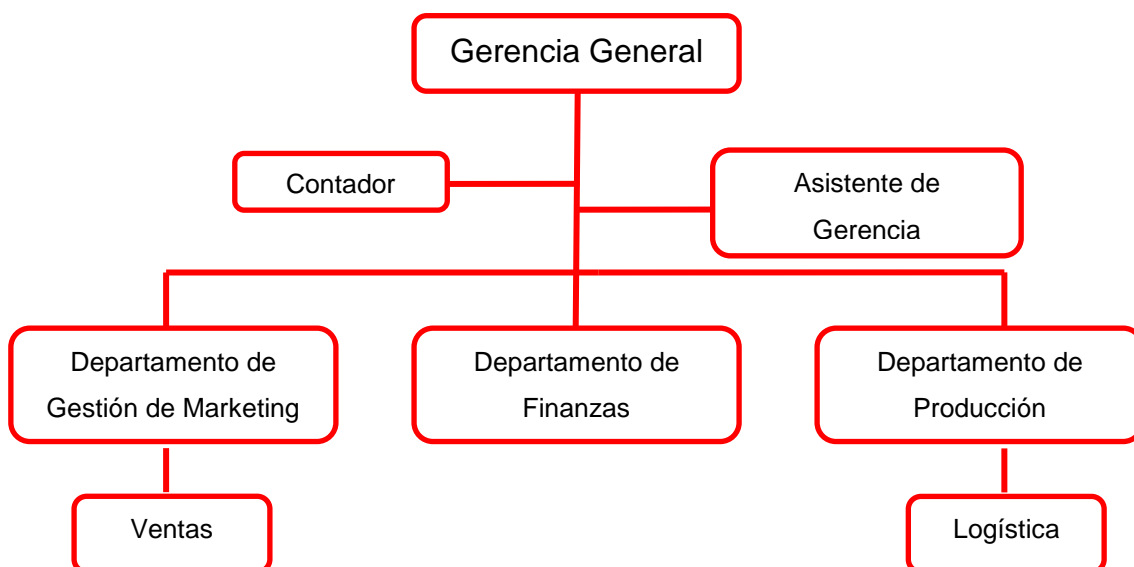 Gerencia General
Contador
Asistente de
Gerencia
Departamento de
Gestión de Marketing
Departamento de
Finanzas
Departamento de
Producción
Ventas
Logística